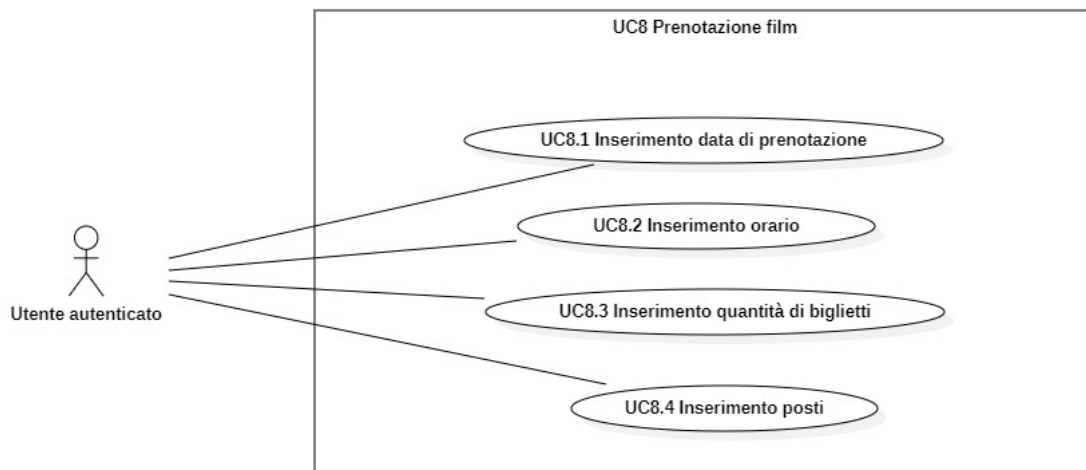 UC8 Prenotazione film
UC8.1 Inserimento data di prenotazione
UC8.2 Inserimento orario
Utente autenticato
UC8.3 Inserimento quantità di biglietti
UC8.4 Inserimento posti